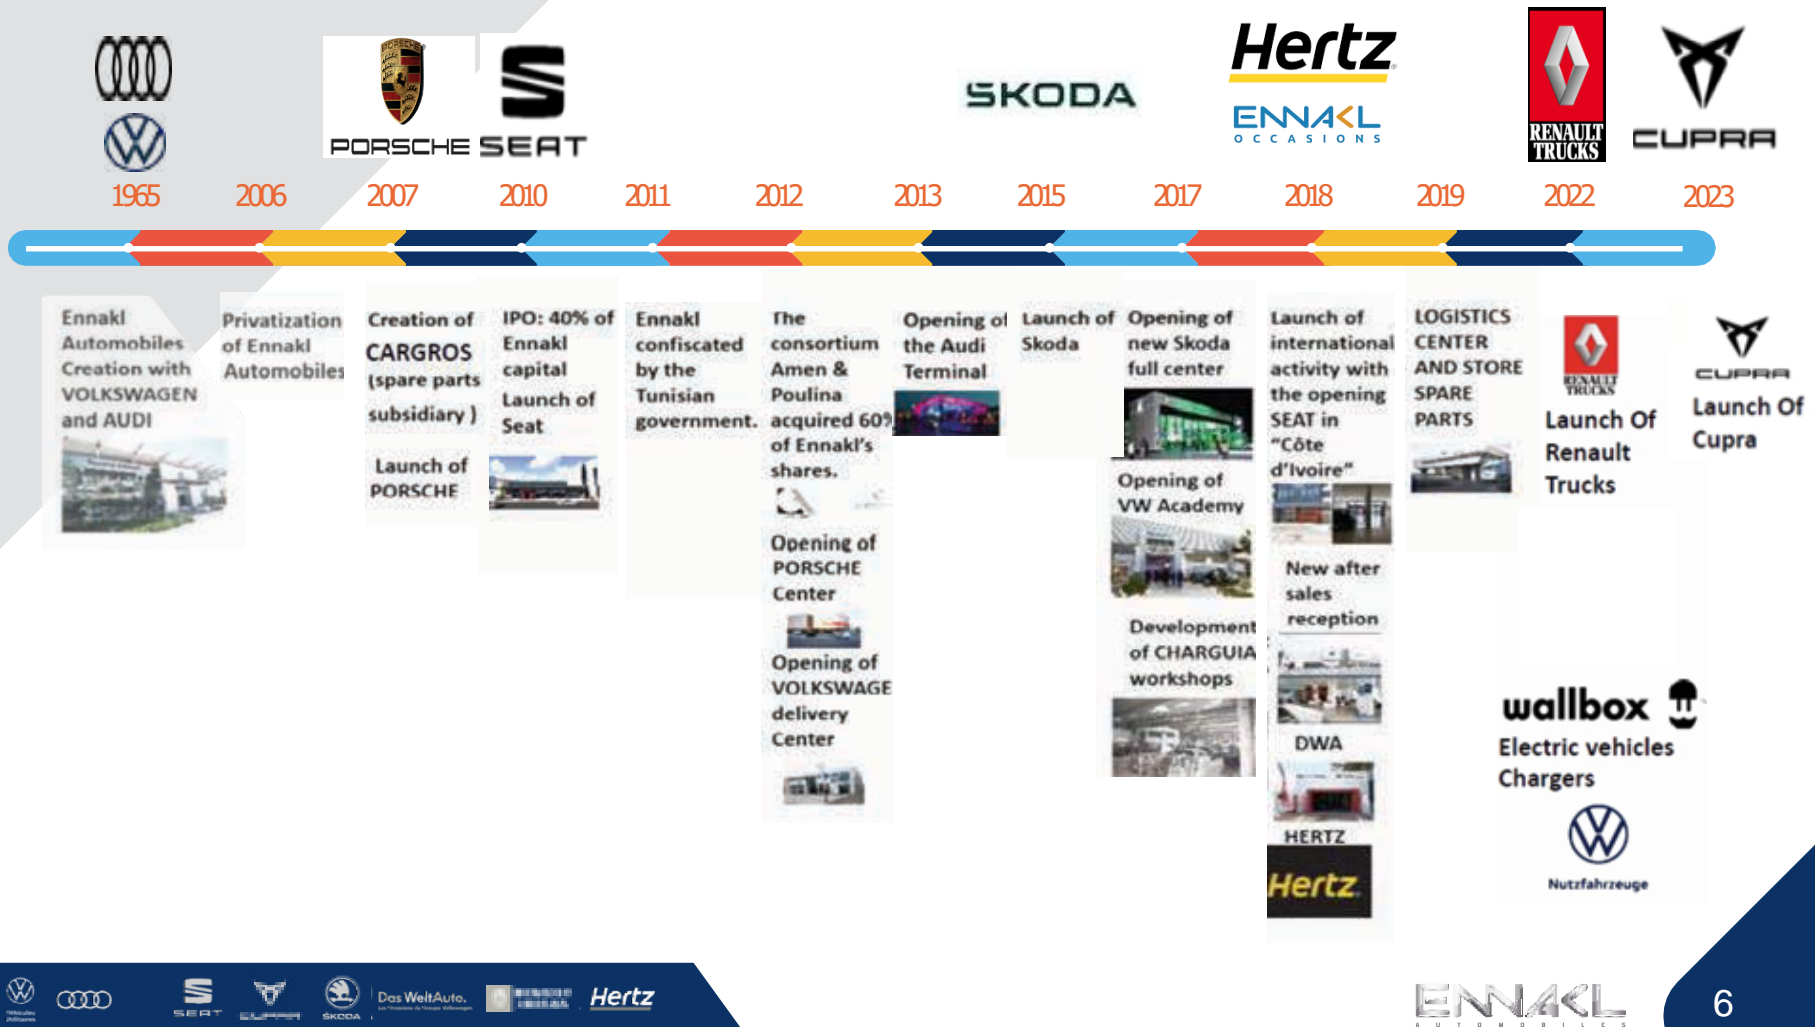 PORSCHE
PORSCHE
SEAT
ŠKODA
Hertz
ENNAKL
OCCASIONS
RENAULT
TRUCKS
CUPRA
1965
2006
2007
2010
2011
2012
2013
2015
2017
2018
2019
2022
2023
Ennakl
Automobiles
Creation with
VOLKSWAGEN
and AUDI
Privatization
of Ennakl
Automobiles
Creation of
CARGROS
(spare parts
subsidiary )
Launch of
PORSCHE
IPO: 40% of
Ennakl
capital
Launch of
Seat
Ennakl
confiscated
by the
Tunisian
government.
The
consortium
Amen &
Poulina
acquired 60%
of Ennakl's
shares.
Opening of
PORSCHE
Center
Opening of
VOLKSWAGE
delivery
Center
Opening of
the Audi
Terminal
Launch of
Skoda
Opening of
new Skoda
full center
Opening of
VW Academy
Development
of CHARGUIA
workshops
Launch of
international
activity with
the opening
SEAT in
"Côte
d'Ivoire"
New after
sales
reception
DWA
HERTZ
Hertz
LOGISTICS
CENTER
AND STORE
SPARE
PARTS
RENAULT
TRUCKS
Launch Of
Renault
Trucks
CUPRA
Launch Of
Cupra
wallbox
Electric vehicles
Chargers
Nutzfahrzeuge
Véhicules
Utilitaires
SEAT
CUPRA
ŠKODA
Das WeltAuto.
Hertz
ENNAKL
AUTOMOBILES
6